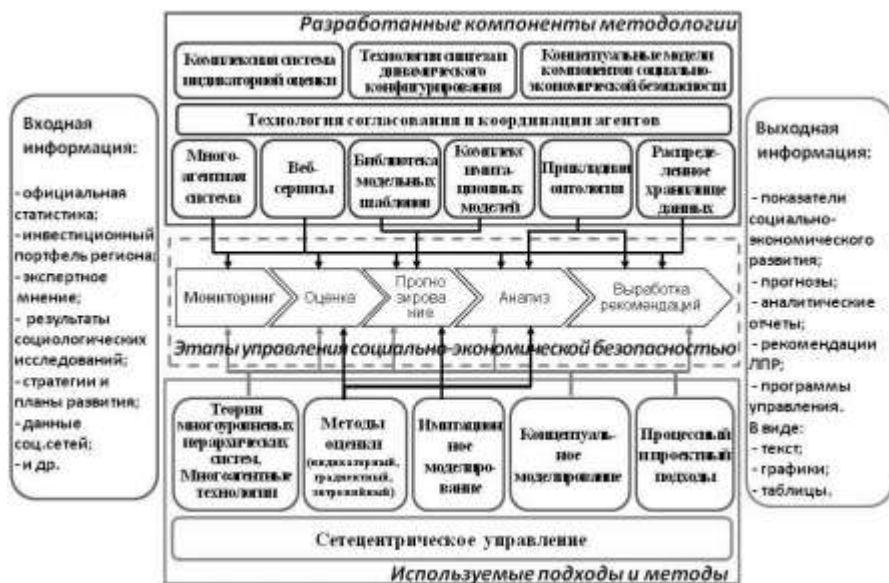 Разработанные компоненты методологии
Комплексная система
индикаторной оценки
Технология синтеза и
динамического
конфигурирования
Концептуальные модели
компонентов социально-
экономической безопасности
Технология согласования и координации агентов
Много-
агентная
система
Веб-
сервисы
Библиотека
модельных
шаблонов
Комплекс
имита-
ционных
моделей
Прикладная
онтология
Распреде-
ленное
хранилище
данных
Входная
информация:
- официальная
статистика;
- инвестиционный
портфель региона;
- экспертное
мнение;
- результаты
социологических
исследований;
- стратегии и
планы развития;
- данные
соц.сетей;
- и др.
Мониторинг
Оценка
Прогно
зирова
ние
Анализ
Выработка
рекомендаций
Этапы управления социально-экономической безопасностью
Теория
многоуровневых
иерархических
систем,
Многоагентные
технологии
Методы
оценки
(индикаторный,
градиентный,
энтропийный)
Имитацион
ное
моделиро-
вание
Концептуаль-
ное
моделирование
Процессный
и проектный
подходы
Сетецентрическое управление
Используемые подходы и методы
Выходная
информация:
- показатели
социально-
экономического
развития;
- прогнозы;
- аналитические
отчеты;
- рекомендации
ЛПР;
- программы
управления.
В виде:
- текст;
- графики;
- таблицы.